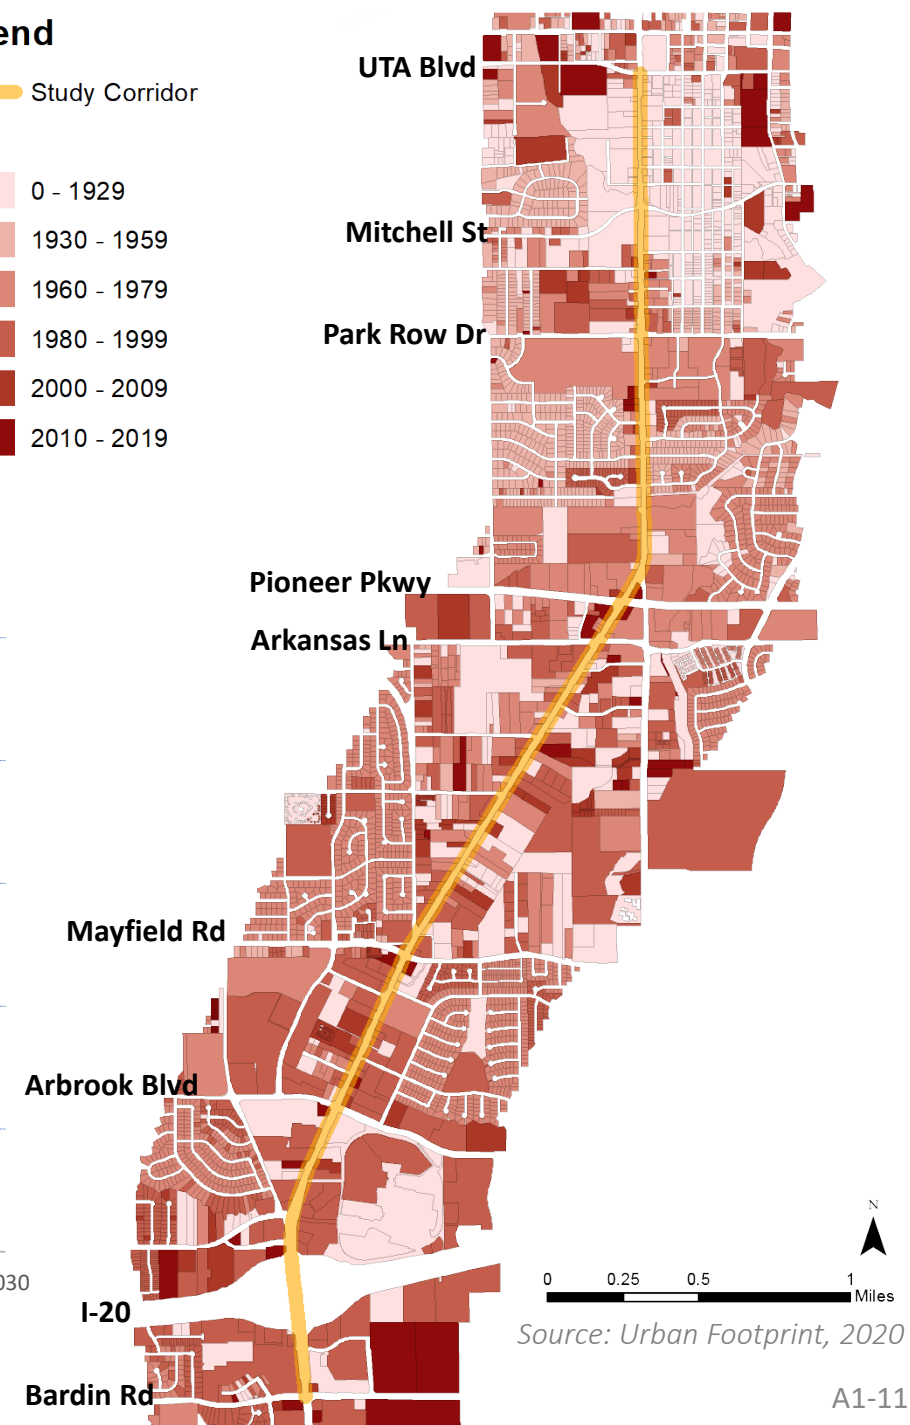 end
Study Corridor
0 - 1929
1930 - 1959
1960 - 1979
1980 - 1999
2000 - 2009
2010 - 2019
UTA Blvd
Mitchell St
Park Row Dr
Pioneer Pkwy
Arkansas Ln
Mayfield Rd
Arbrook Blvd
I-20
Bardin Rd
030
N
0 0.25 0.5 1
Miles
Source: Urban Footprint, 2020
A1-11